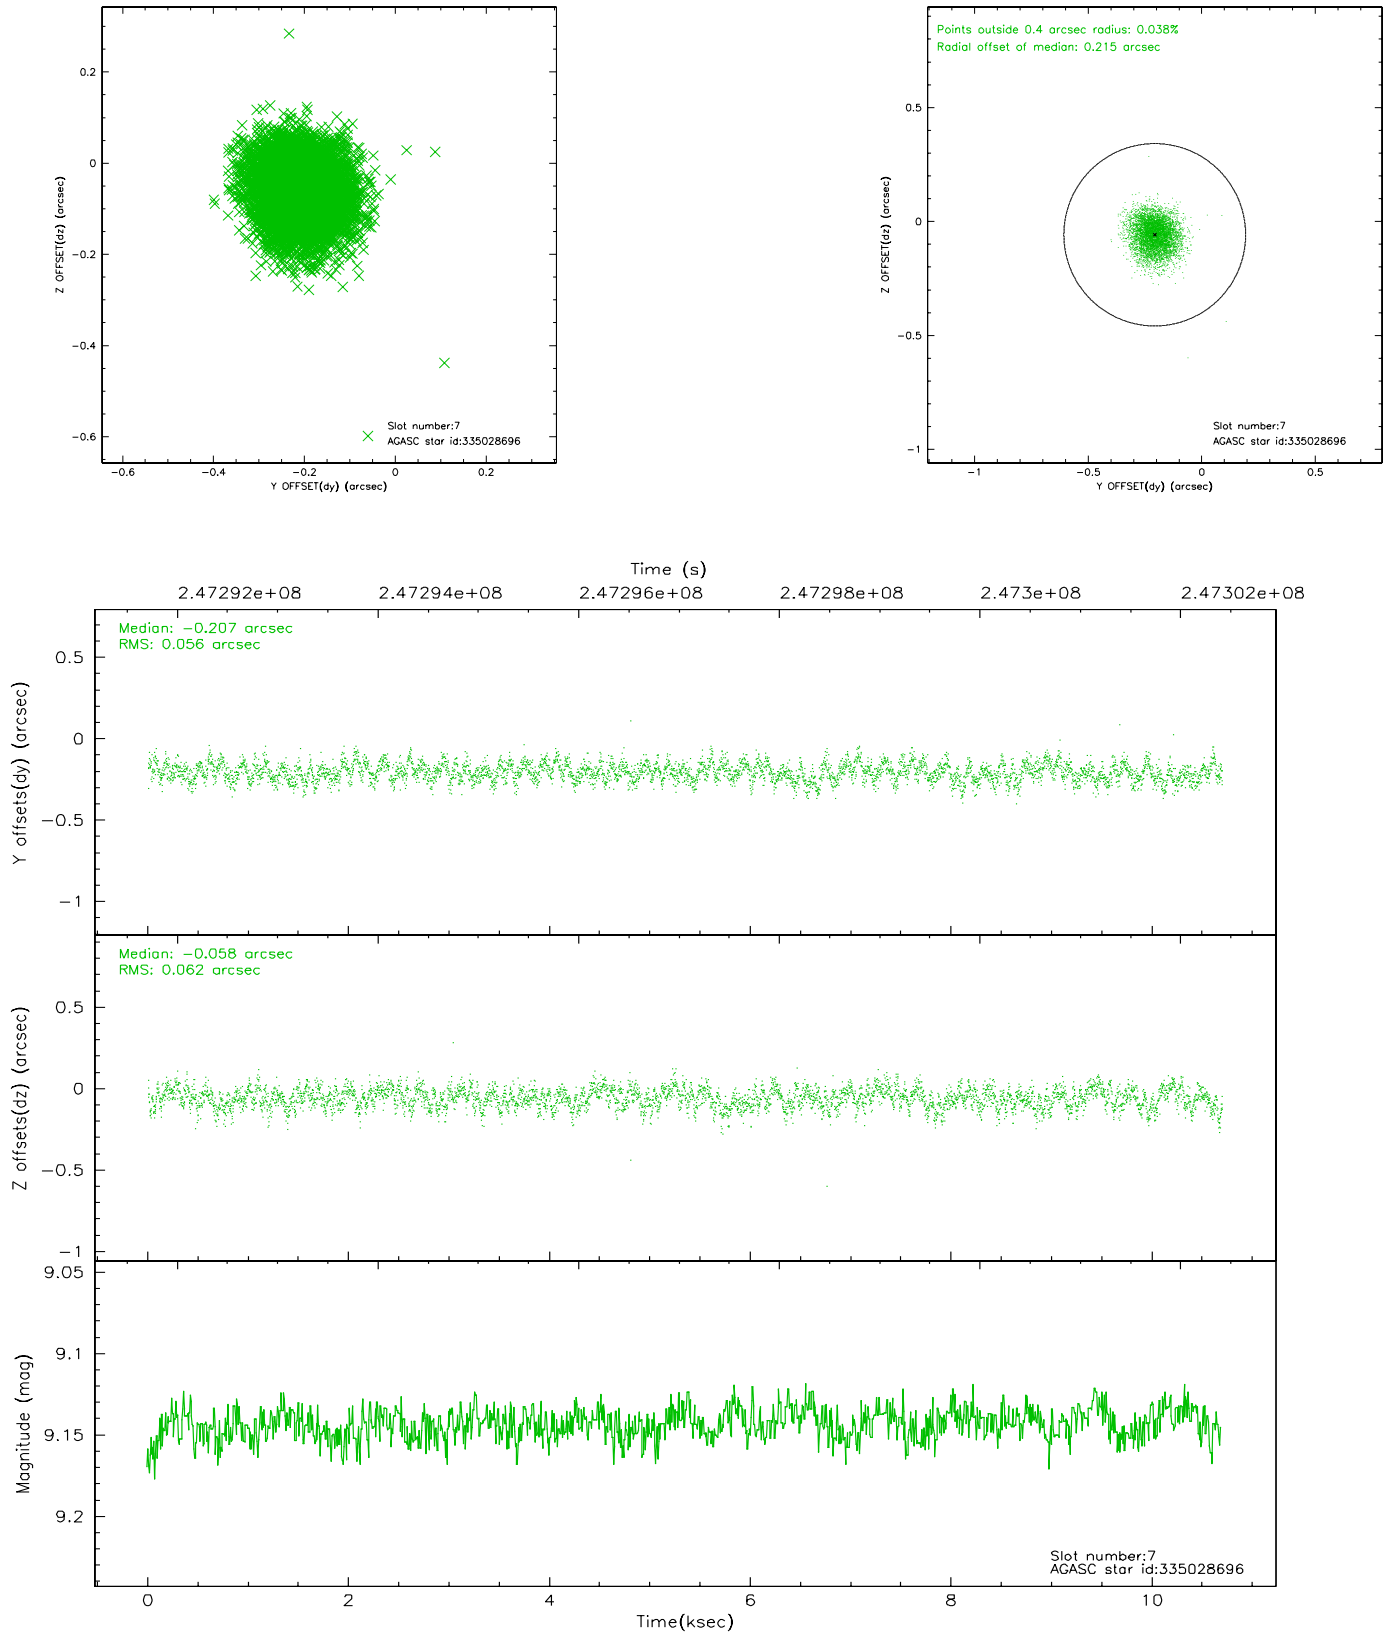 0.2
0
-0.2
-0.4
-0.6
Z OFFSET(dz) (arcsec)
Slot number:7
AGASC star id:335028696
-0.6 -0.4 -0.2 0 0.2
Y OFFSET(dy) (arcsec)
Points outside 0.4 arcsec radius: 0.038%
Radial offset of median: 0.215 arcsec
0.5
0
-0.5
-1
Z OFFSET(dz) (arcsec)
Slot number:7
AGASC star id:335028696
-1 -0.5 0 0.5
Y OFFSET(dy) (arcsec)
Time (s)
2.47292e+08 2.47294e+08 2.47296e+08 2.47298e+08 2.473e+08 2.47302e+08
Median: -0.207 arcsec
RMS: 0.056 arcsec
0.5
0
-0.5
-1
Y offsets(dy) (arcsec)
Median: -0.058 arcsec
RMS: 0.062 arcsec
0.5
0
-0.5
-1
Z offsets(dz) (arcsec)
9.05
9.1
9.15
9.2
Magnitude (mag)
Slot number:7
AGASC star id:335028696
0 2 4 6 8 10
Time(ksec)